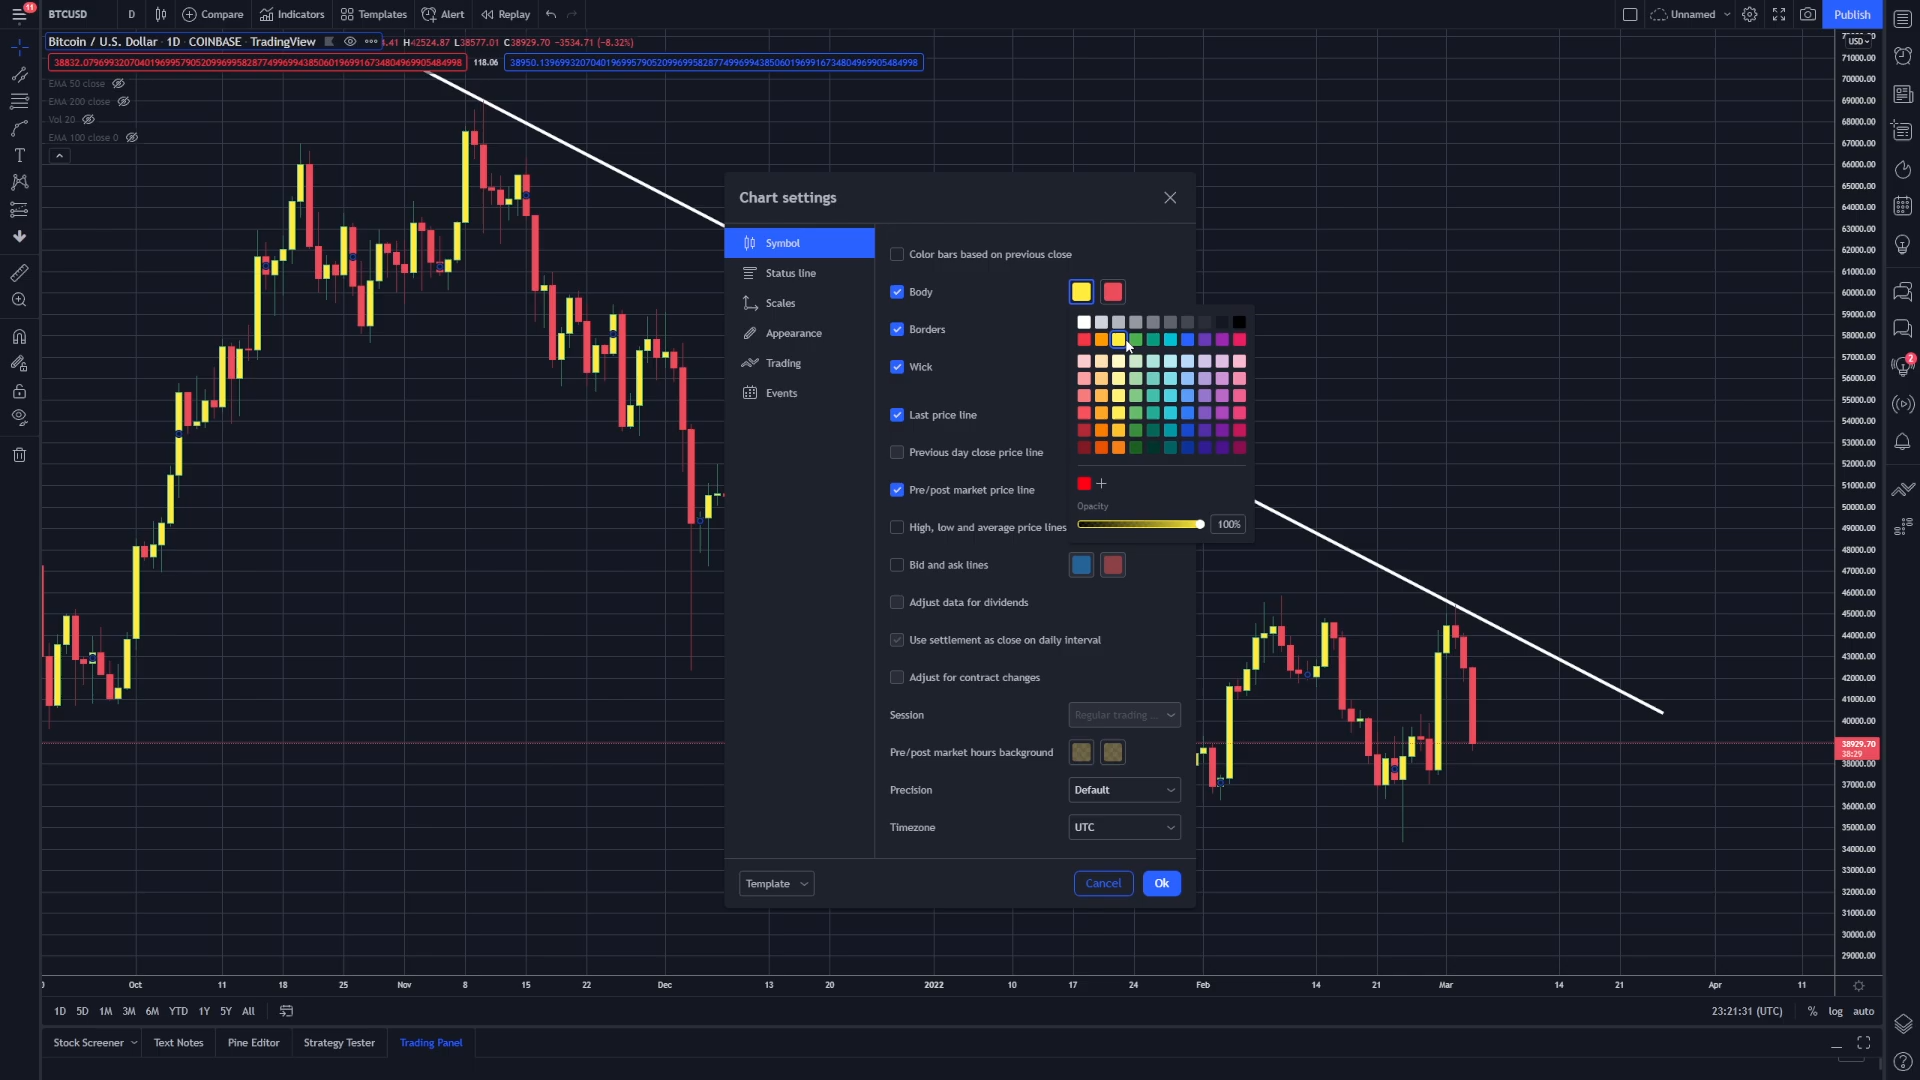 11
BTCUSD D Compare Indicators Templates Alert Replay Unnamed Publish
Bitcoin / U.S. Dollar · 1D · COINBASE · TradingView .41 H42524.87 L38577.01 C38929.70 −3534.71 (−8.32%)
118.06
EMA 50 close
EMA 200 close
Vol 20
EMA 100 close 0
USD
71000.00
70000.00
69000.00
68000.00
67000.00
66000.00
65000.00
64000.00
63000.00
62000.00
61000.00
60000.00
59000.00
58000.00
57000.00
56000.00
55000.00
54000.00
53000.00
52000.00
51000.00
50000.00
49000.00
48000.00
47000.00
46000.00
45000.00
44000.00
43000.00
42000.00
41000.00
40000.00
38929.70
38:29
38000.00
37000.00
36000.00
35000.00
34000.00
33000.00
32000.00
31000.00
30000.00
29000.00
2
Chart settings
Symbol
Status line
Scales
Appearance
Trading
Events
Color bars based on previous close
Body
Borders
Wick
Last price line
Previous day close price line
Pre/post market price line
High, low and average price lines
Bid and ask lines
Adjust data for dividends
Use settlement as close on daily interval
Adjust for contract changes
Session Regular trading ...
Pre/post market hours background
Precision Default
Timezone UTC
Opacity
100%
Template Cancel Ok
Oct 11 18 25 Nov 8 15 22 Dec 13 20 2022 10 17 24 Feb 14 21 Mar 14 21 Apr 11
1D 5D 1M 3M 6M YTD 1Y 5Y All 23:21:31 (UTC) % log auto
Stock Screener Text Notes Pine Editor Strategy Tester Trading Panel